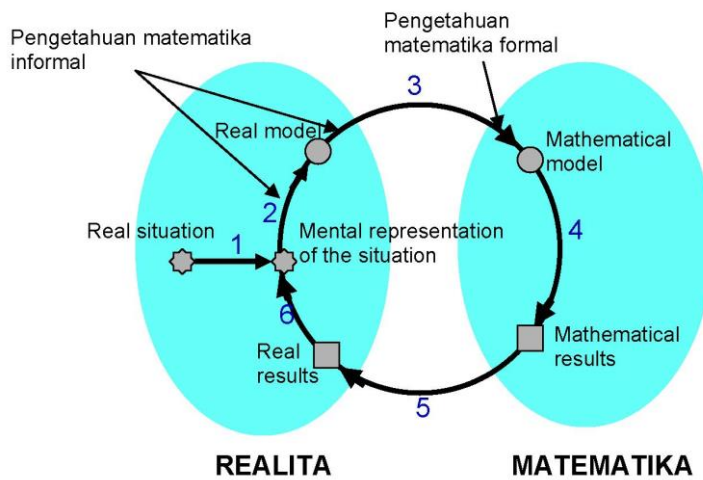 Pengetahuan matematika
informal
Pengetahuan
matematika formal
3
Real model
Mathematical
model
2
Real situation
1
Mental representation
of the situation
4
6
Real
results
Mathematical
results
5
REALITA
MATEMATIKA